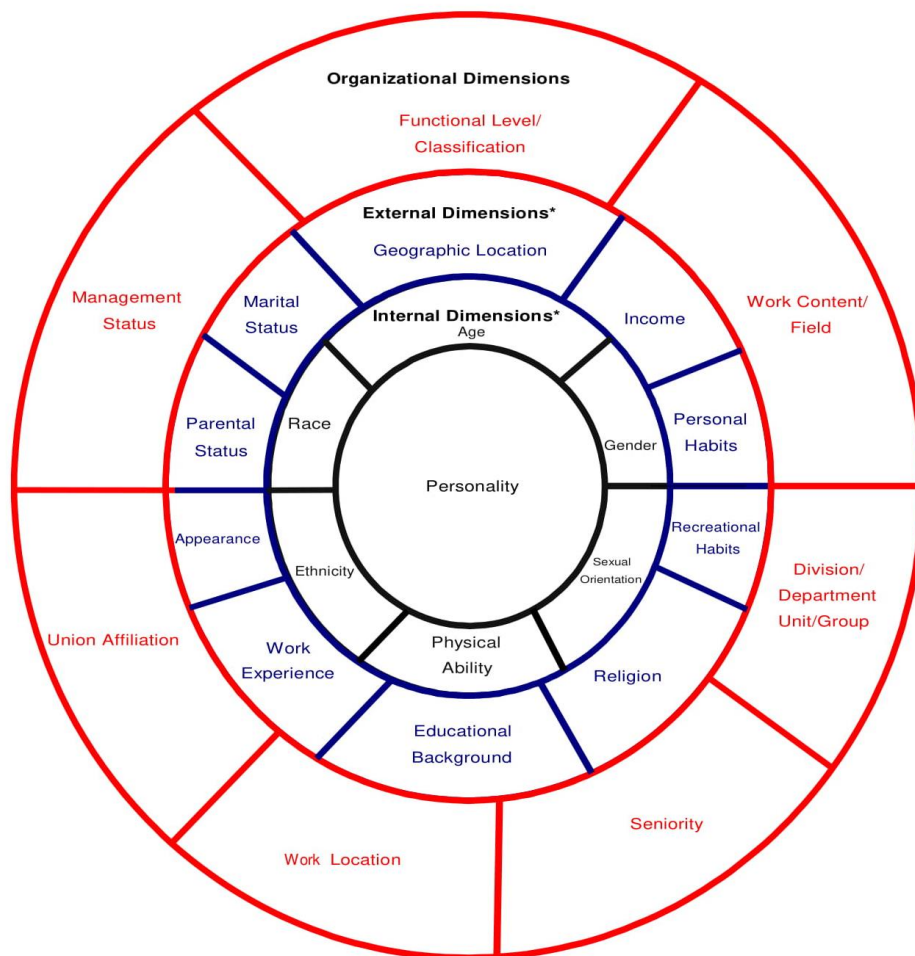 Organizational Dimensions
Functional Level/
Classification
External Dimensions*
Geographic Location
Internal Dimensions*
Age
Management
Status
Marital
Status
Income
Work Content/
Field
Parental
Status
Race
Gender
Personal
Habits
Personality
Appearance
Ethnicity
Sexual
Orientation
Recreational
Habits
Division/
Department
Unit/Group
Union Affiliation
Work
Experience
Physical
Ability
Religion
Educational
Background
Work Location
Seniority